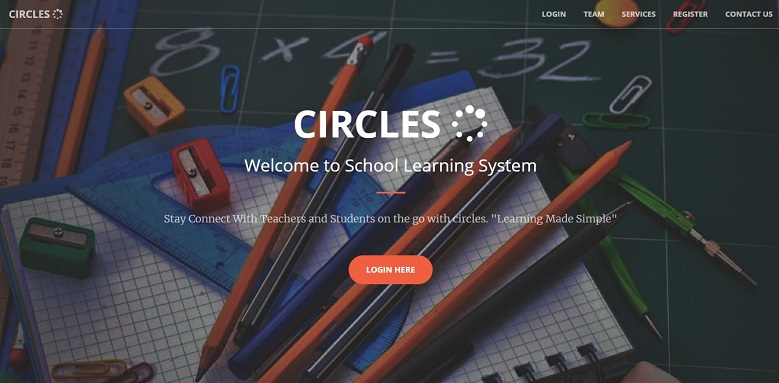 CIRCLES
LOGIN TEAM SERVICES REGISTER CONTACT US
8 x 4 = 32
CIRCLES
Welcome to School Learning System
Stay Connect With Teachers and Students on the go with circles. "Learning Made Simple"
LOGIN HERE